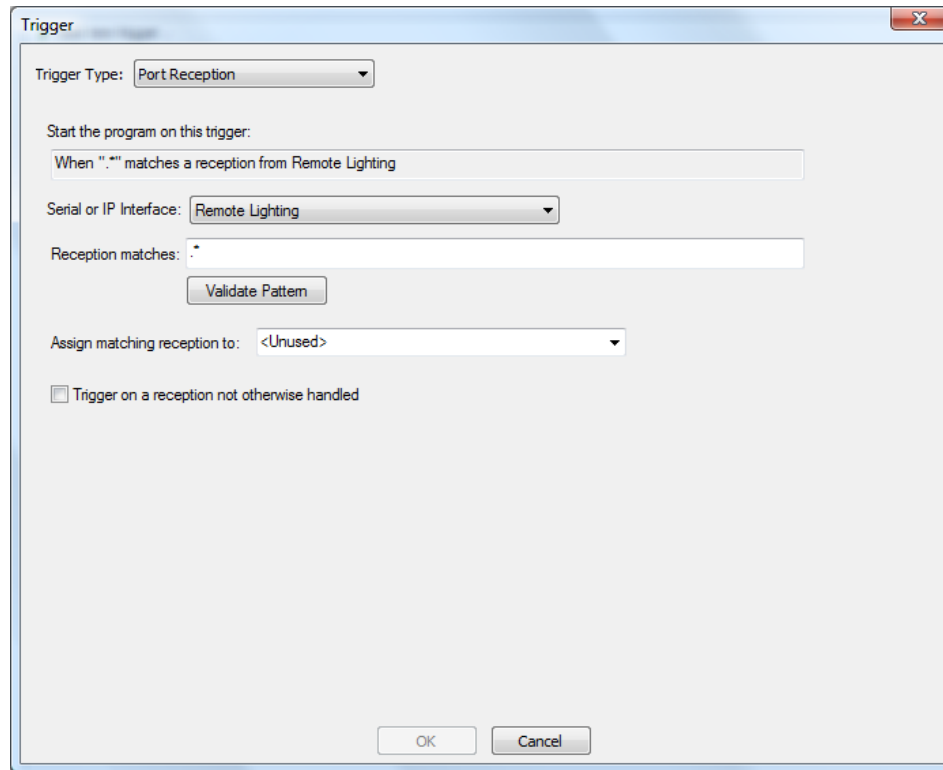 Trigger
Trigger Type: Port Reception
Start the program on this trigger:
When ".*" matches a reception from Remote Lighting
Serial or IP Interface: Remote Lighting
Reception matches: .*
Validate Pattern
Assign matching reception to: <Unused>
Trigger on a reception not otherwise handled
OK Cancel